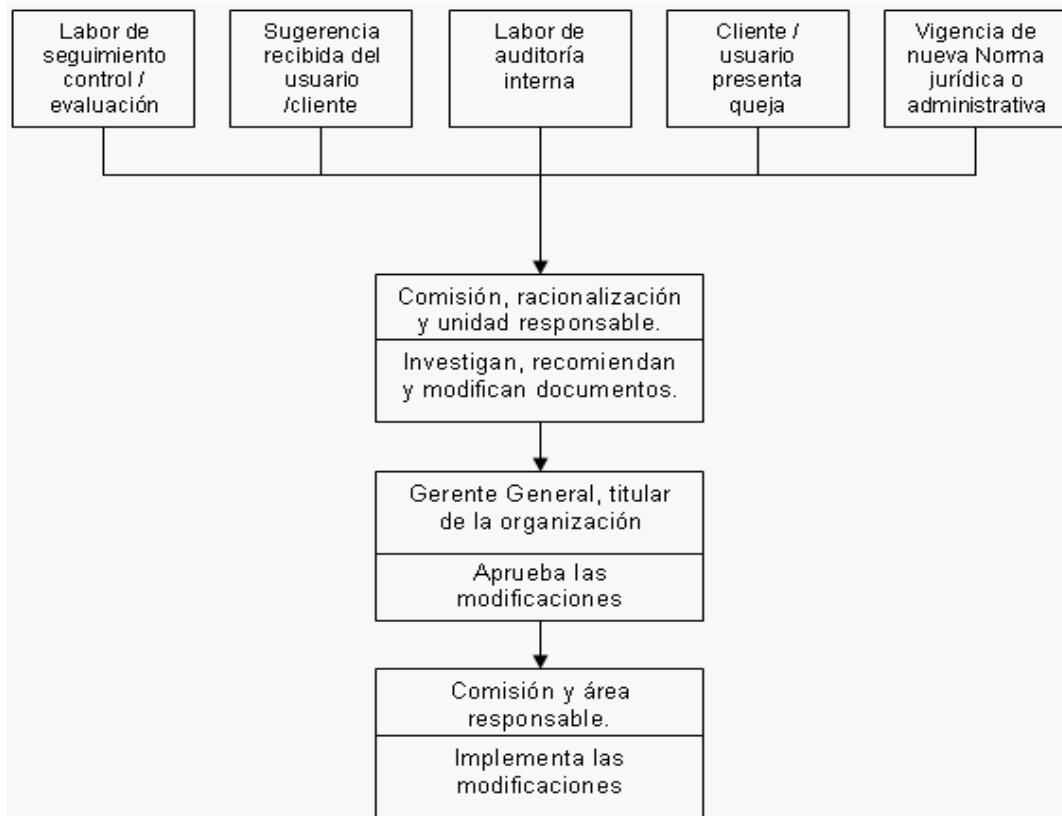 Labor de
seguimiento
control /
evaluación
Sugerencia
recibida del
usuario
/cliente
Labor de
auditoría
interna
Cliente /
usuario
presenta
queja
Vigencia de
nueva Norma
jurídica o
administrativa
Comisión, racionalización
y unidad responsable.
Investigan, recomiendan
y modifican documentos.
Gerente General, titular
de la organización
Aprueba las
modificaciones
Comisión y área
responsable.
Implementa las
modificaciones